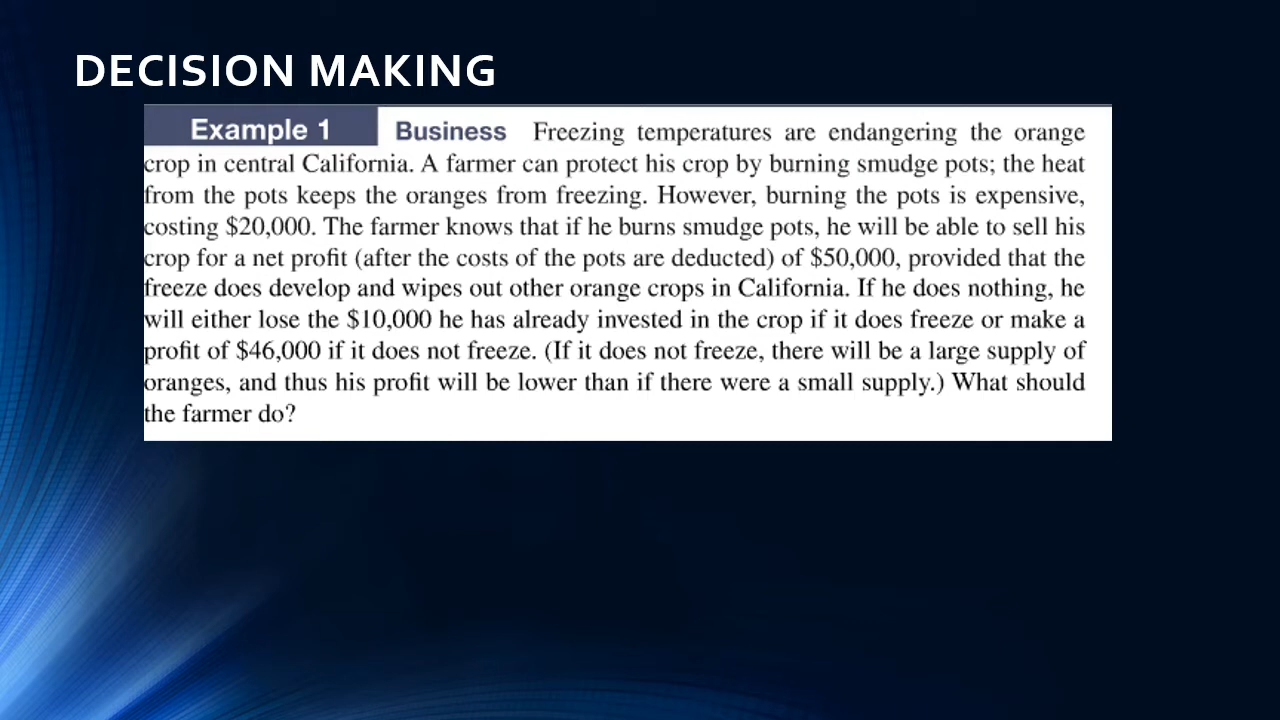 DECISION MAKING
Example 1 Business Freezing temperatures are endangering the orange
crop in central California. A farmer can protect his crop by burning smudge pots; the heat
from the pots keeps the oranges from freezing. However, burning the pots is expensive,
costing $20,000. The farmer knows that if he burns smudge pots, he will be able to sell his
crop for a net profit (after the costs of the pots are deducted) of $50,000, provided that the
freeze does develop and wipes out other orange crops in California. If he does nothing, he
will either lose the $10,000 he has already invested in the crop if it does freeze or make a
profit of $46,000 if it does not freeze. (If it does not freeze, there will be a large supply of
oranges, and thus his profit will be lower than if there were a small supply.) What should
the farmer do?